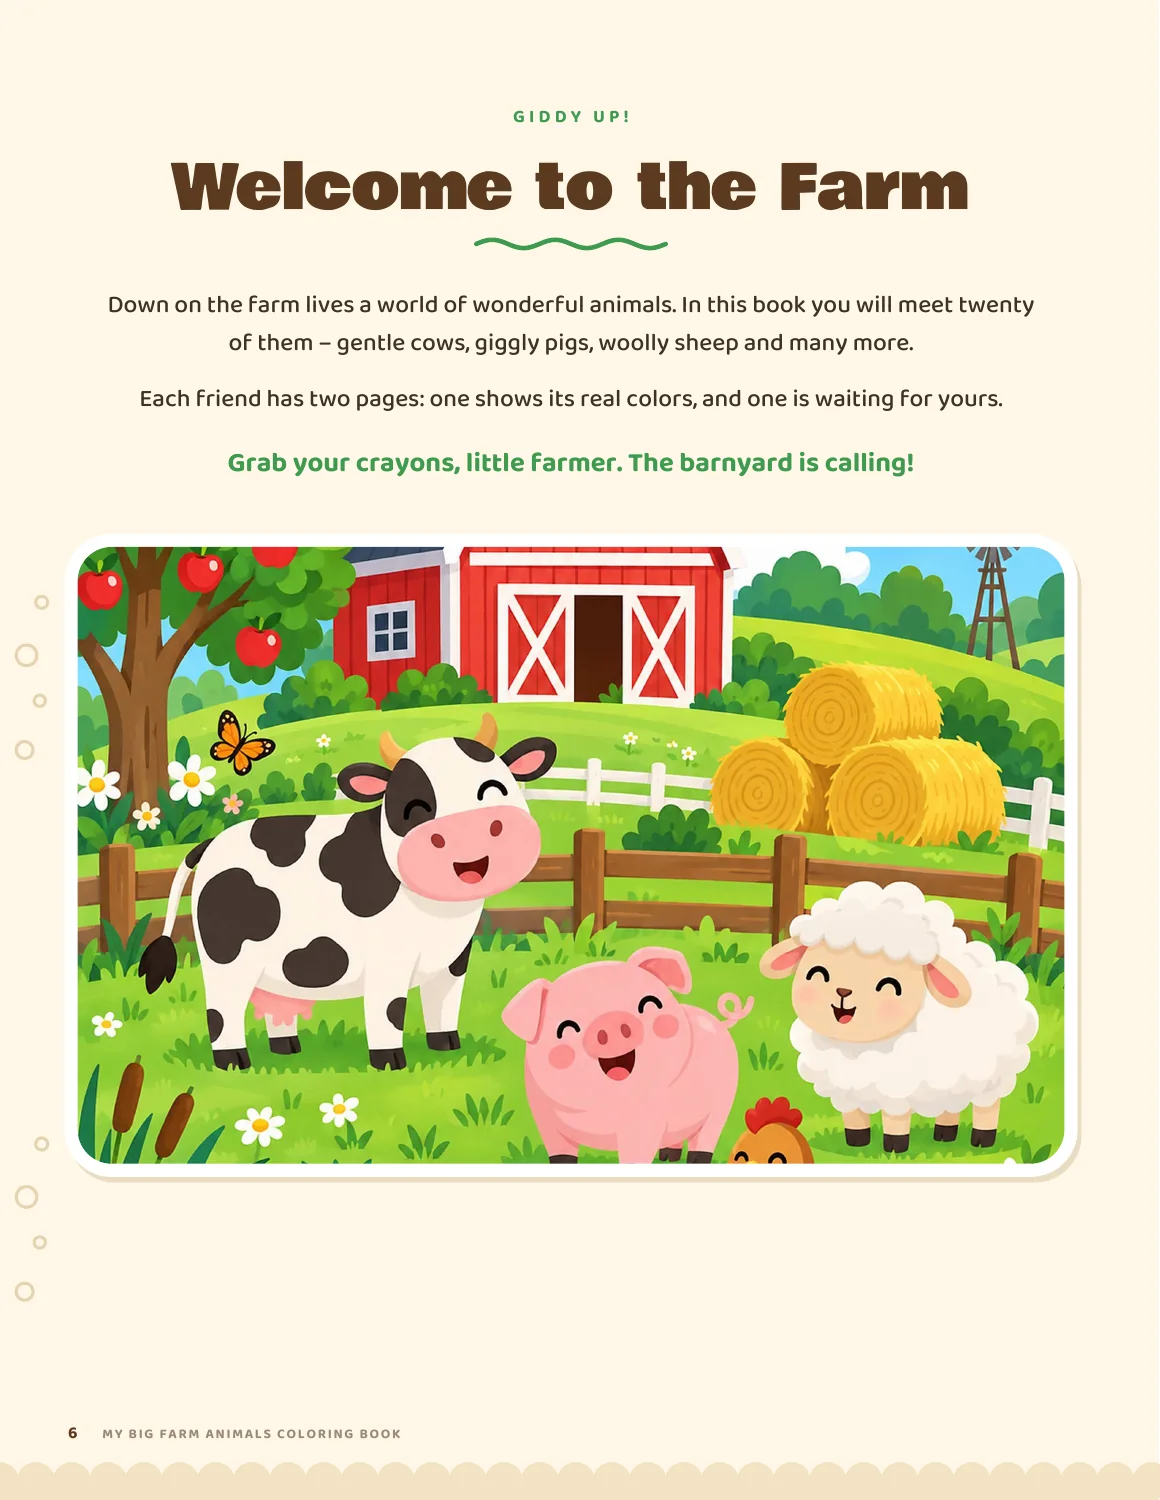 GIDDY UP!
Welcome to the Farm
Down on the farm lives a world of wonderful animals. In this book you will meet twenty
of them – gentle cows, giggly pigs, woolly sheep and many more.
Each friend has two pages: one shows its real colors, and one is waiting for yours.
Grab your crayons, little farmer. The barnyard is calling!
6 MY BIG FARM ANIMALS COLORING BOOK